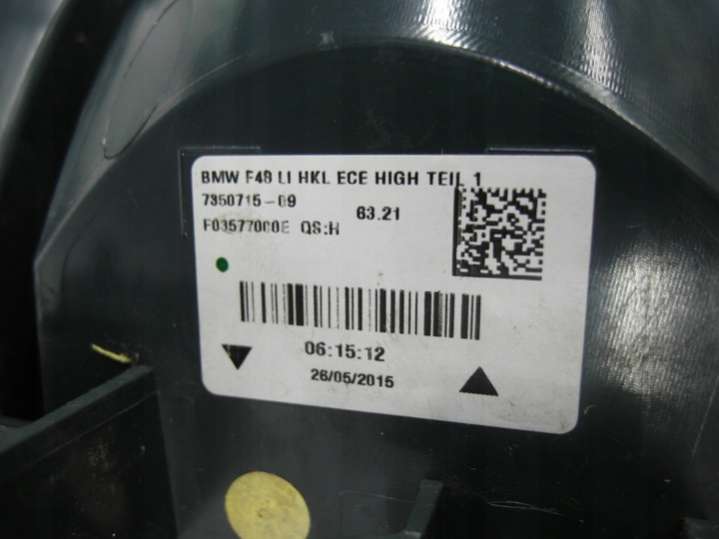 BMW F48 LI HKL ECE HIGH TEIL 1
7350715-09
63.21
F03577000E QS:H
06:15:12
26/05/2015